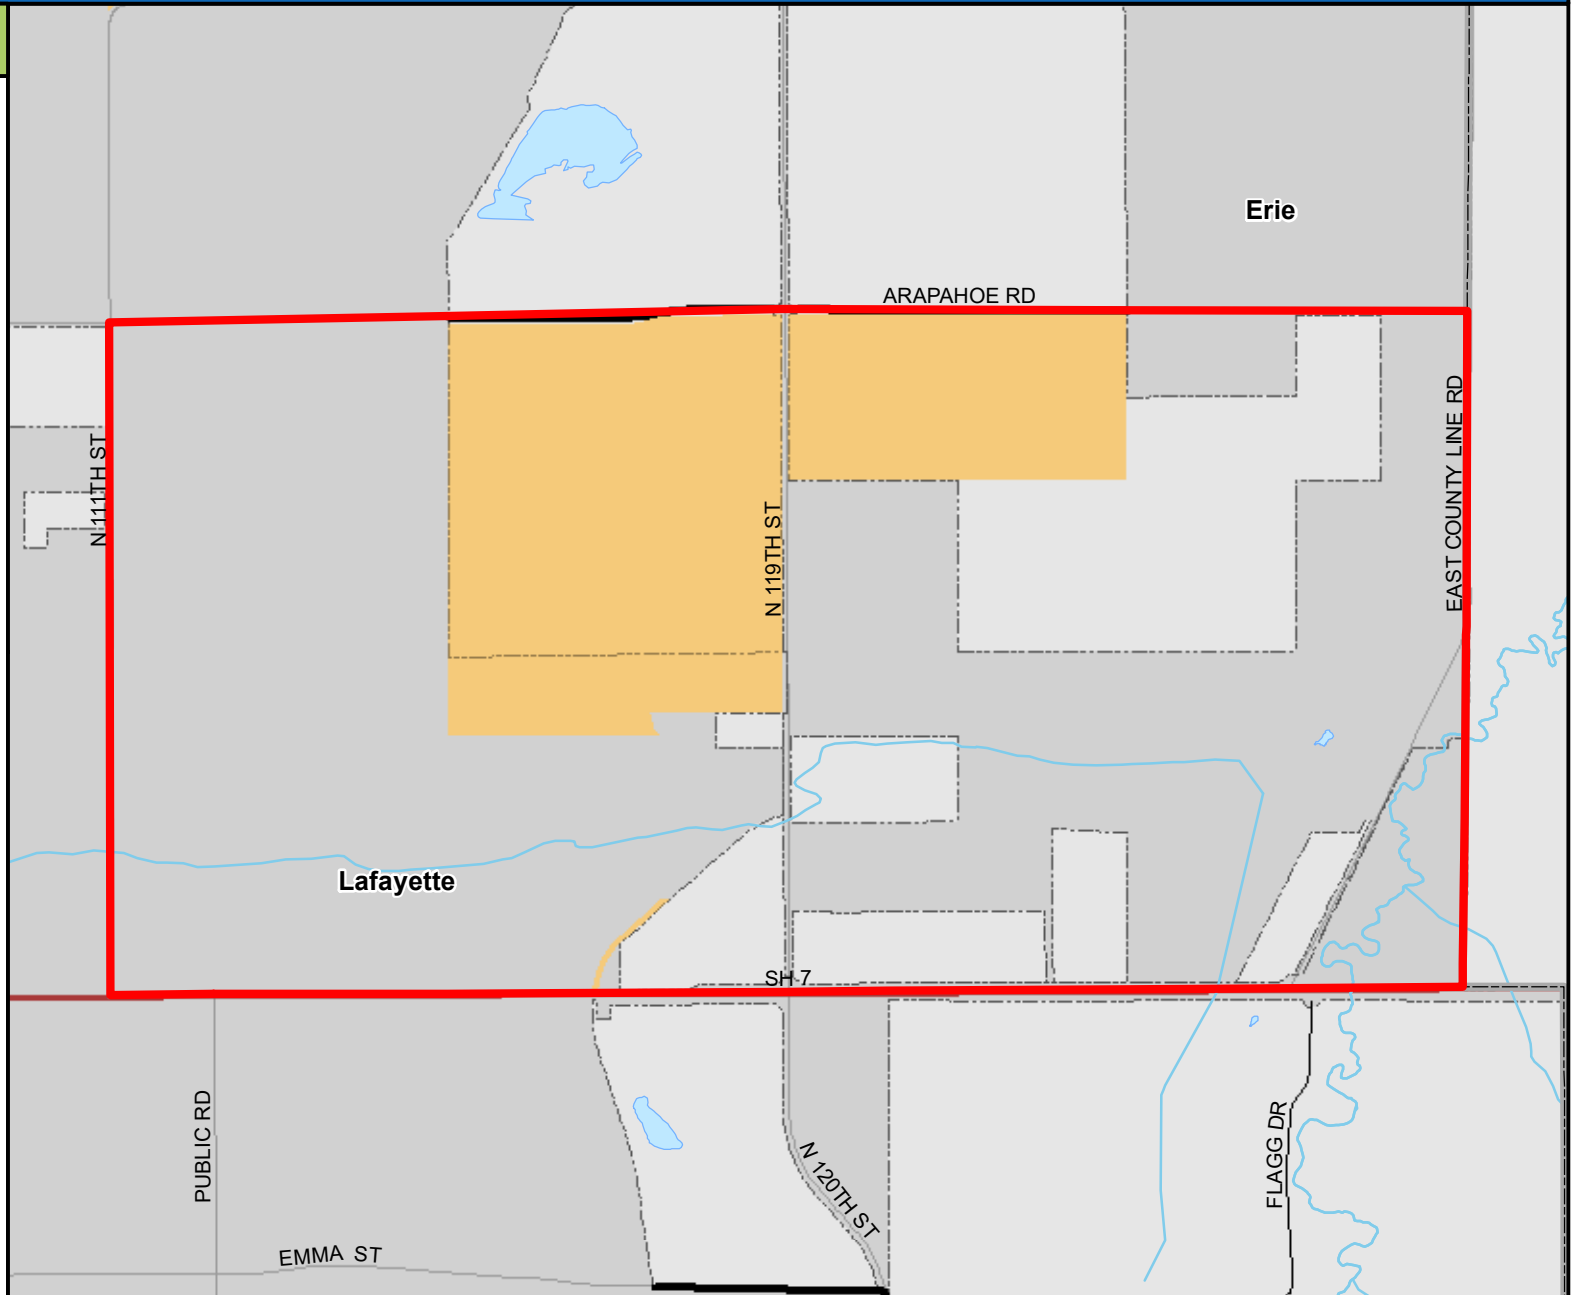 Erie
ARAPAHOE RD
EAST COUNTY LINE RD
N 111TH ST
N 119TH ST
Lafayette
SH 7
PUBLIC RD
FLAGG DR
N 120TH ST
EMMA ST